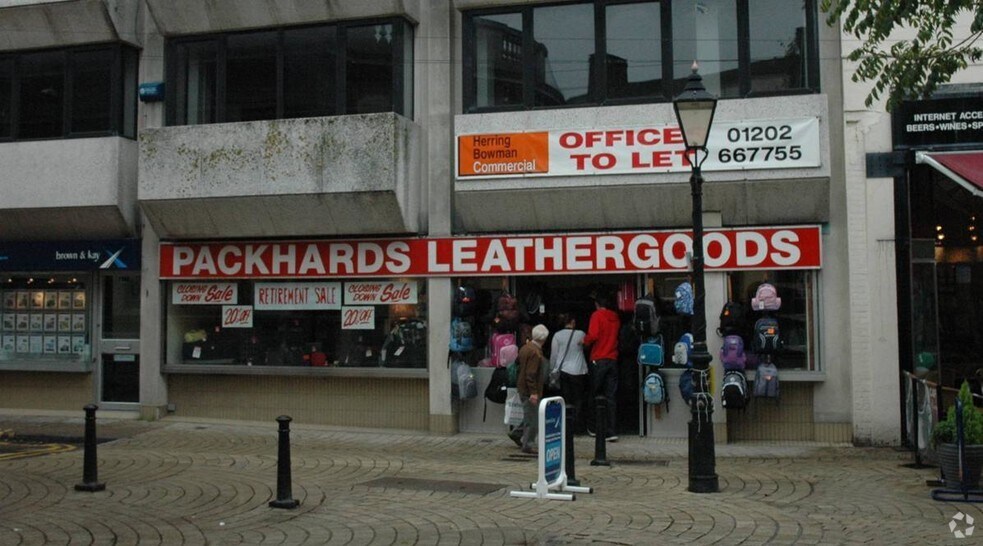 Herring
Bowman
Commercial
OFFICE
TO LET
01202
667755
INTERNET ACCE
BEERS•WINES•SP
PACKHARDS LEATHERGOODS
brown & kay
CLOSING
DOWN Sale
20% OFF
RETIREMENT SALE
CLOSING
DOWN Sale
20% OFF
OPEN